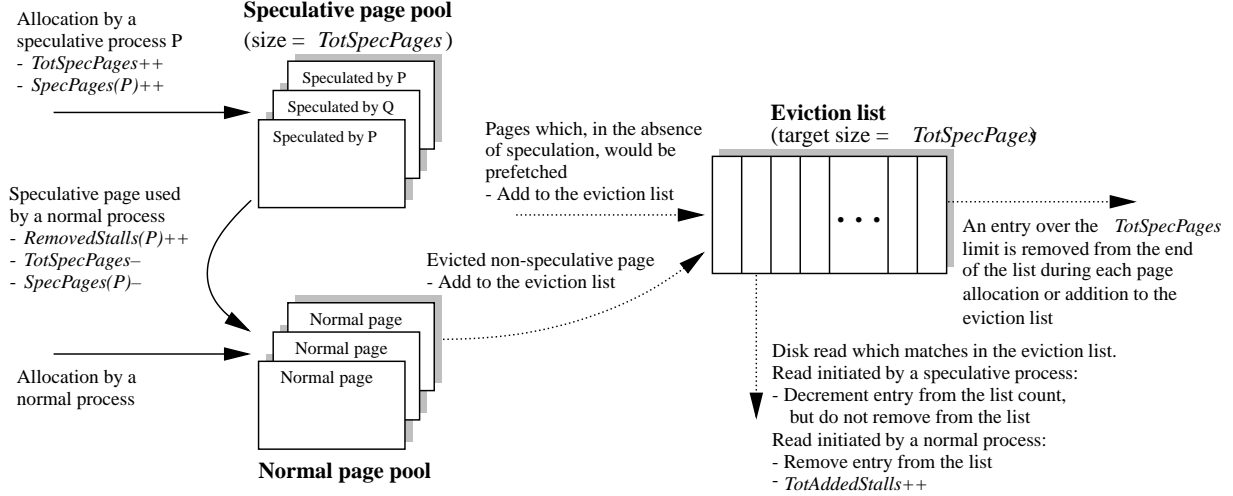 Allocation by a
speculative process P
- TotSpecPages++
- SpecPages(P)++
Speculative page pool
(size = TotSpecPages )
Speculated by P
Speculated by Q
Speculated by P
Speculative page used
by a normal process
- RemovedStalls(P)++
- TotSpecPages–
- SpecPages(P)–
Allocation by a
normal process
Normal page
Normal page
Normal page
Normal page pool
Pages which, in the absence
of speculation, would be
prefetched
- Add to the eviction list
Evicted non-speculative page
- Add to the eviction list
Eviction list
(target size = TotSpecPages)
• • •
An entry over the TotSpecPages
limit is removed from the end
of the list during each page
allocation or addition to the
eviction list
Disk read which matches in the eviction list.
Read initiated by a speculative process:
- Decrement entry from the list count,
but do not remove from the list
Read initiated by a normal process:
- Remove entry from the list
- TotAddedStalls++